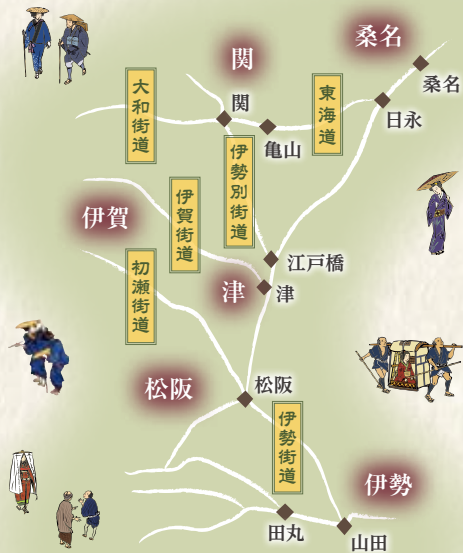 桑名
関
桑名
大和街道
関
東海道
日永
亀山
伊勢別街道
伊賀街道
伊賀
江戸橋
初瀬街道
津
津
松阪
松阪
伊勢街道
伊勢
田丸
山田